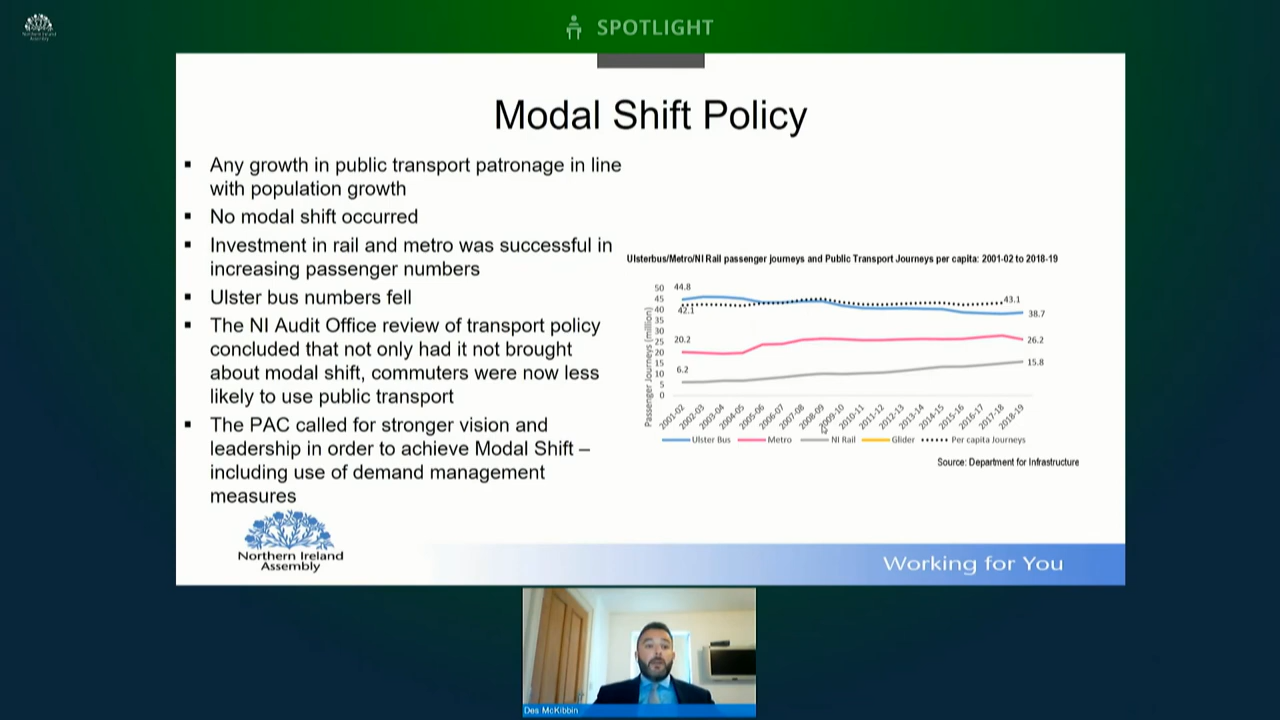 Northern Ireland
Assembly
SPOTLIGHT
Modal Shift Policy
Any growth in public transport patronage in line
with population growth
No modal shift occurred
Investment in rail and metro was successful in
increasing passenger numbers
Ulster bus numbers fell
The NI Audit Office review of transport policy
concluded that not only had it not brought
about modal shift, commuters were now less
likely to use public transport
The PAC called for stronger vision and
leadership in order to achieve Modal Shift –
including use of demand management
measures
Ulsterbus/Metro/NI Rail passenger journeys and Public Transport Journeys per capita: 2001-02 to 2018-19
Passenger Journeys (million)
50
45
40
35
30
25
20
15
10
5
0
44.8
42.1
20.2
6.2
43.1
38.7
26.2
15.8
2001-02
2002-03
2003-04
2004-05
2005-06
2006-07
2007-08
2008-09
2009-10
2010-11
2011-12
2012-13
2013-14
2014-15
2015-16
2016-17
2017-18
2018-19
Ulster Bus Metro NI Rail Glider Per capita Journeys
Source: Department for Infrastructure
Northern Ireland
Assembly
Working for You
Des McKibbin